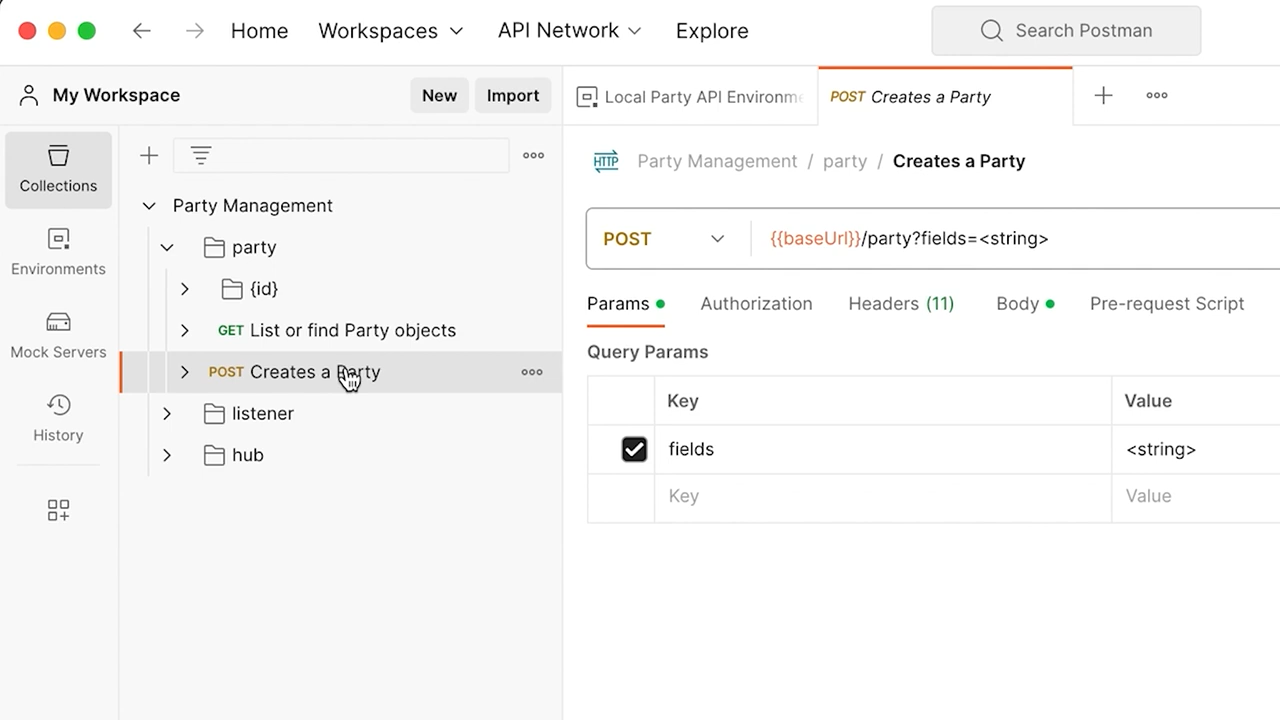 Home Workspaces API Network Explore Search Postman
My Workspace New Import
Local Party API Environme
POST Creates a Party
Collections
Environments
Mock Servers
History
Party Management
party
{id}
GET List or find Party objects
POST Creates a Party
listener
hub
HTTP Party Management / party / Creates a Party
POST {{baseUrl}}/party?fields=<string>
Params Authorization Headers (11) Body Pre-request Script
Query Params
Key Value
fields <string>
Key Value